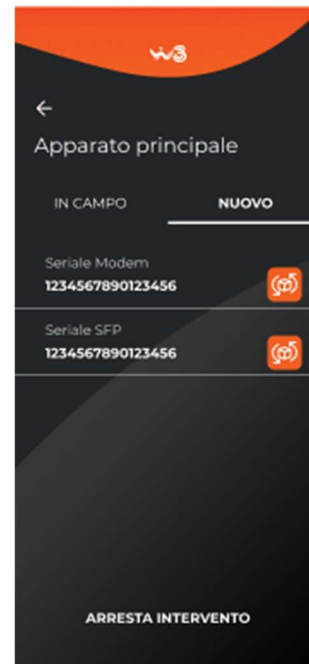 W3
Apparato principale
IN CAMPO NUOVO
Seriale Modem
1234567890123456
Seriale SFP
1234567890123456
ARRESTA INTERVENTO